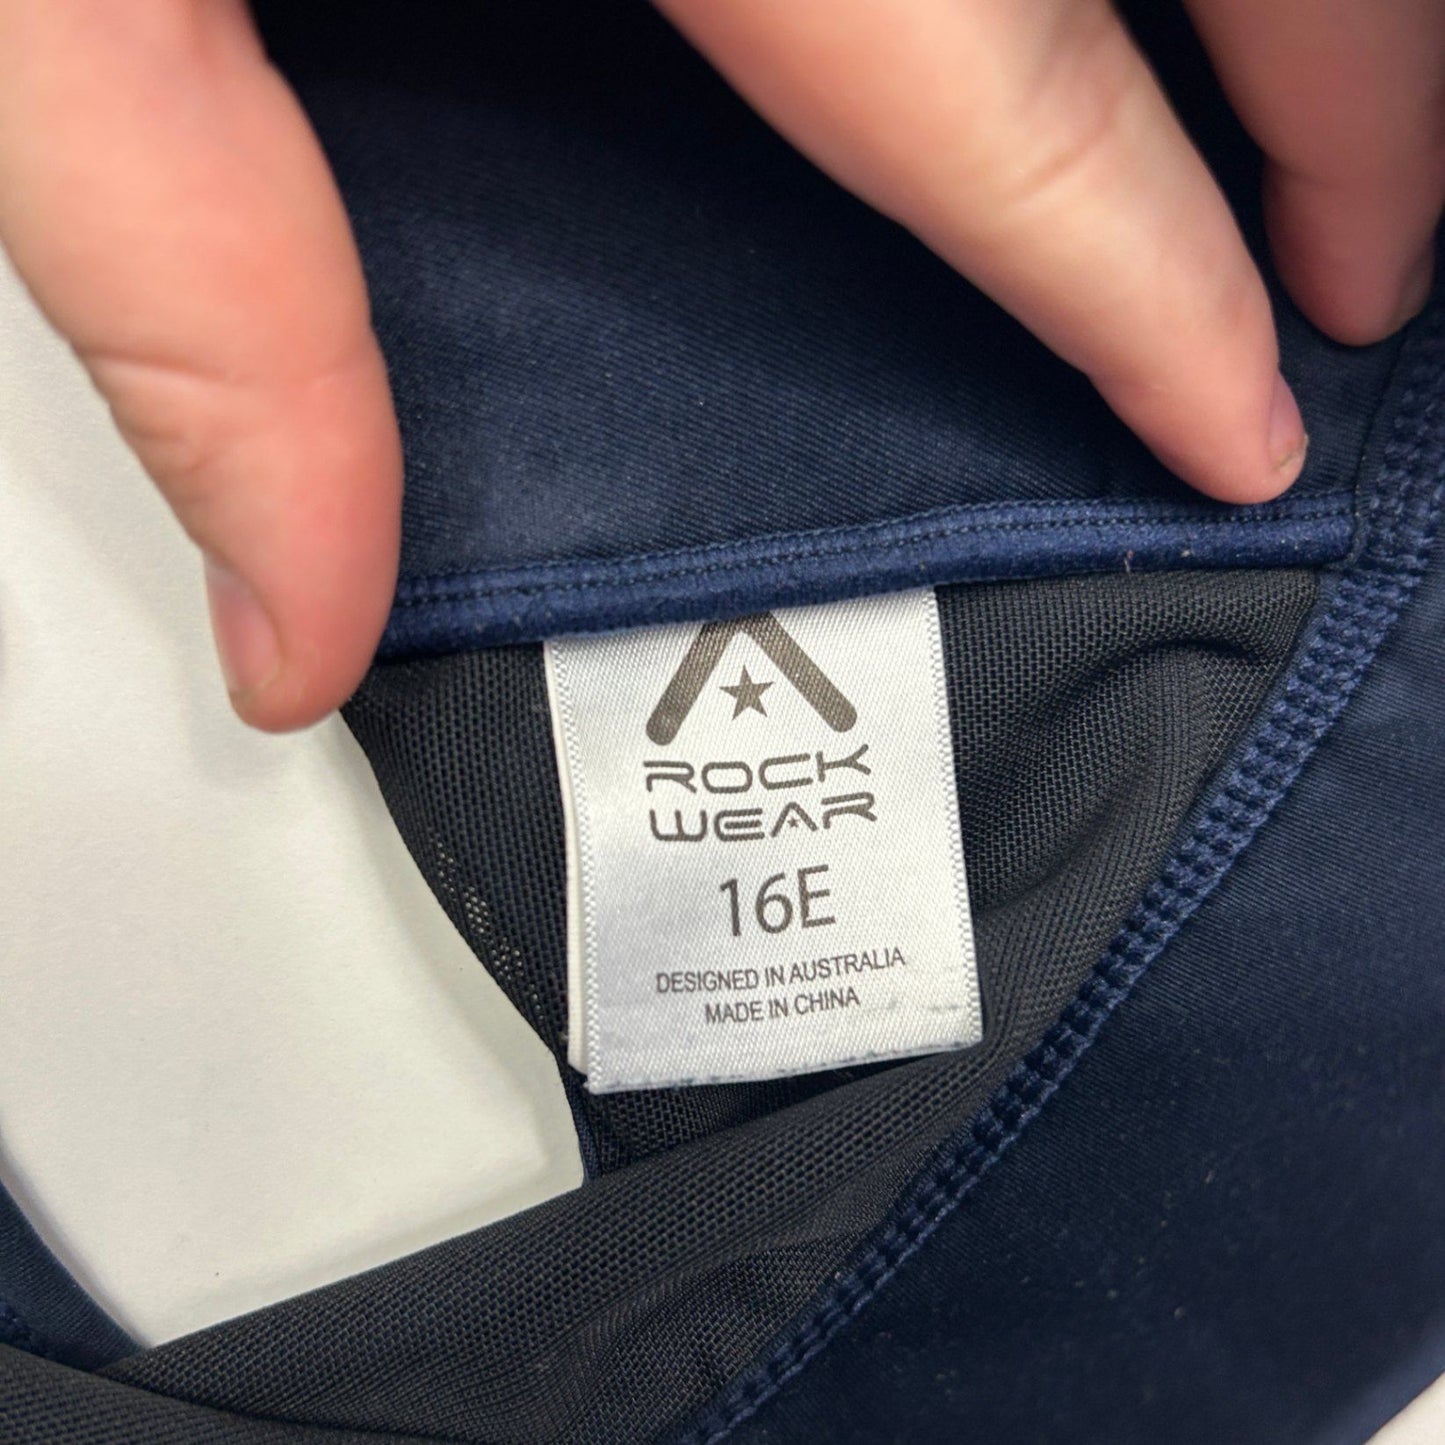 ROCK
WEAR
16E
DESIGNED IN AUSTRALIA
MADE IN CHINA